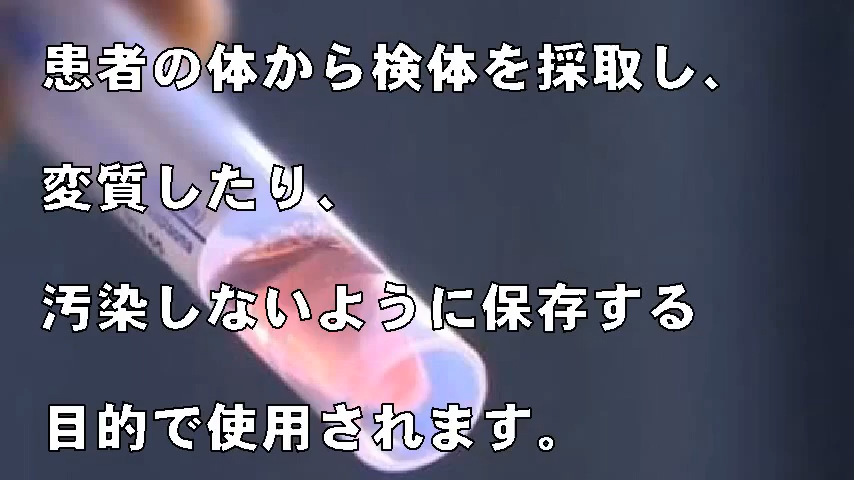 患者の体から検体を採取し、
変質したり、
汚染しないように保存する
目的で使用されます。